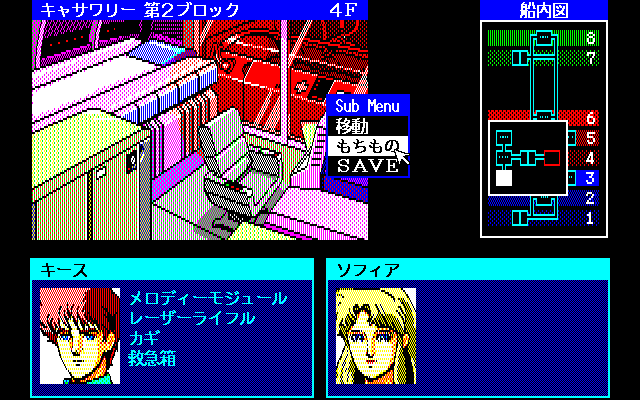 キャサワリー 第2ブロック 4F
船内図
8
7
6
5
4
3
2
1
Sub Menu
移動
もちもの
SAVE
キース
メロディーモジュール
レーザーライフル
カギ
救急箱
ソフィア